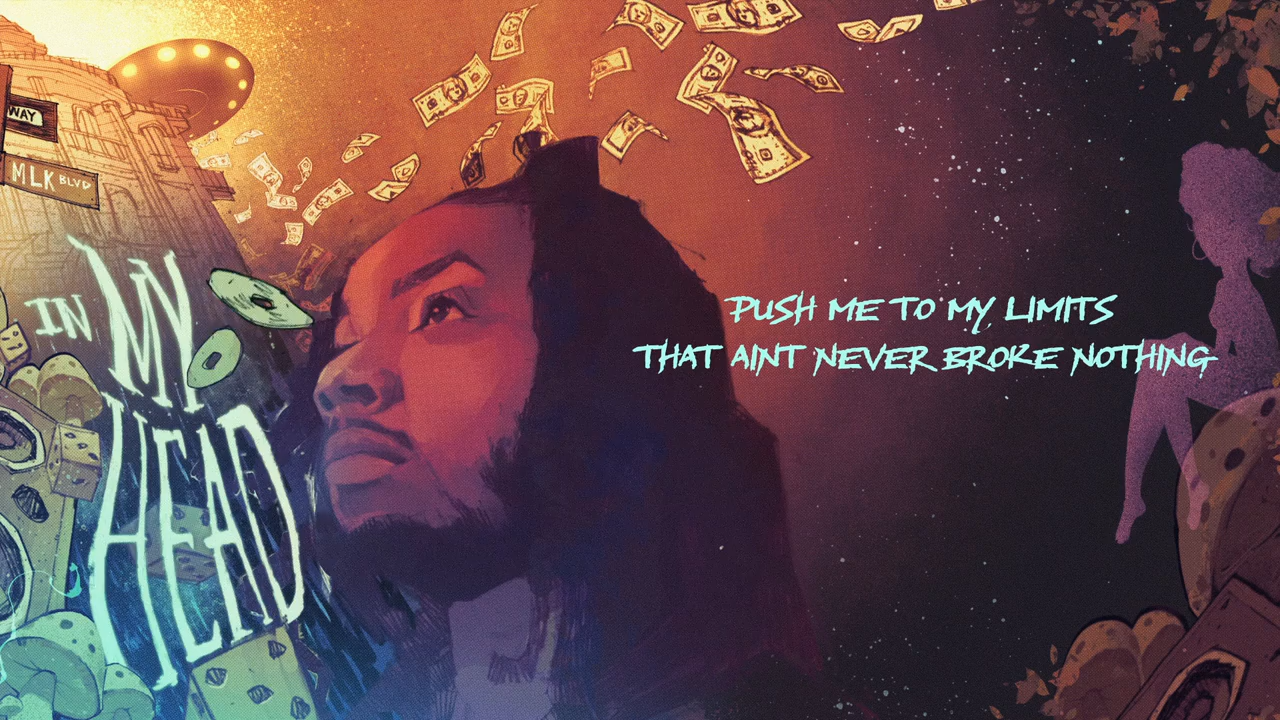 WAY
MLK BLVD
IN MY
HEAD
PUSH ME TO MY LIMITS
THAT AINT NEVER BROKE NOTHING